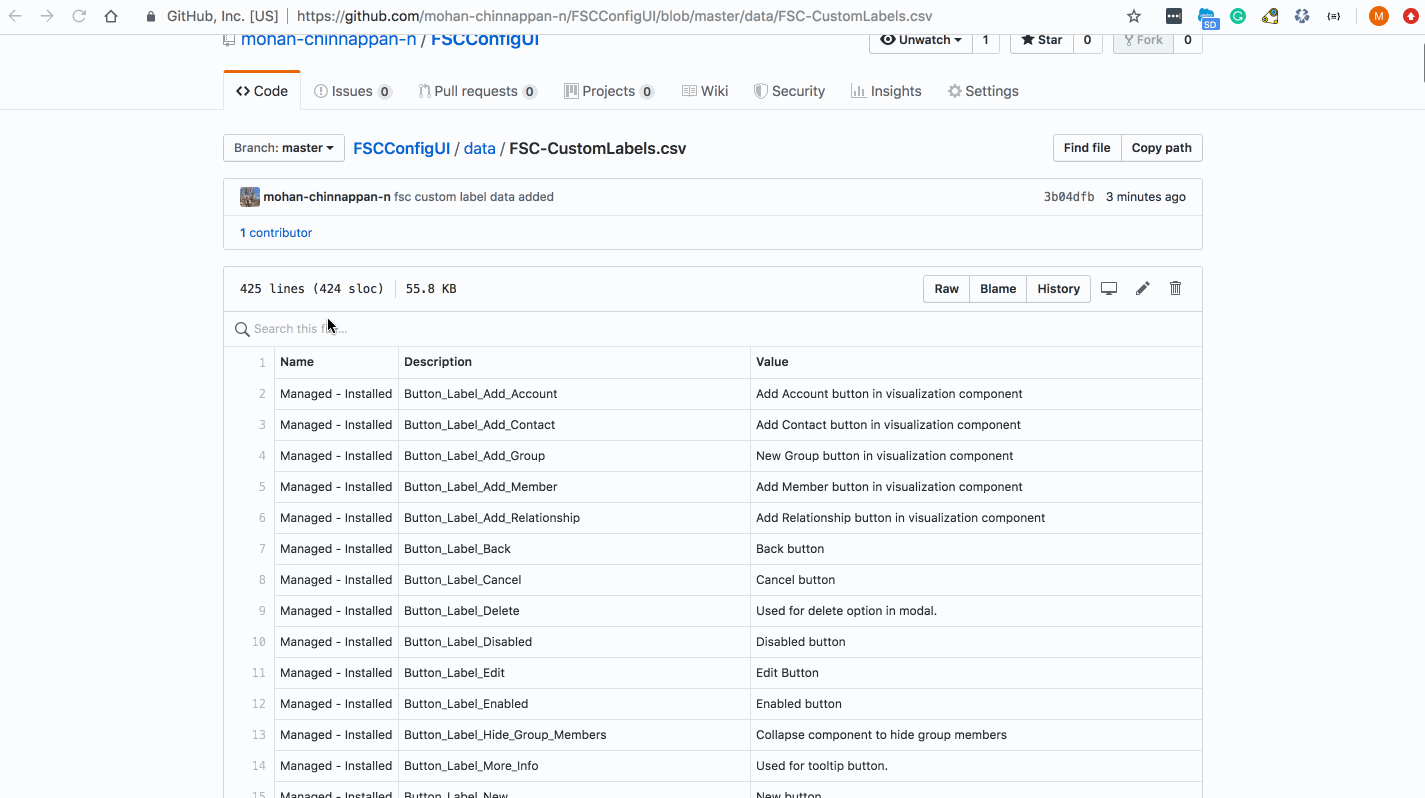 GitHub, Inc. [US] https://github.com/mohan-chinnappan-n/FSCConfigUI/blob/master/data/FSC-CustomLabels.csv SD M
mohan-chinnappan-n / FSCConfigUI Unwatch 1 Star 0 Fork 0
Code Issues 0 Pull requests 0 Projects 0 Wiki Security Insights Settings
Branch: master FSCConfigUI / data / FSC-CustomLabels.csv Find file Copy path
mohan-chinnappan-n fsc custom label data added 3b04dfb 3 minutes ago
1 contributor
425 lines (424 sloc) 55.8 KB Raw Blame History
Search this fi...
1 Name Description Value
2 Managed - Installed Button_Label_Add_Account Add Account button in visualization component
3 Managed - Installed Button_Label_Add_Contact Add Contact button in visualization component
4 Managed - Installed Button_Label_Add_Group New Group button in visualization component
5 Managed - Installed Button_Label_Add_Member Add Member button in visualization component
6 Managed - Installed Button_Label_Add_Relationship Add Relationship button in visualization component
7 Managed - Installed Button_Label_Back Back button
8 Managed - Installed Button_Label_Cancel Cancel button
9 Managed - Installed Button_Label_Delete Used for delete option in modal.
10 Managed - Installed Button_Label_Disabled Disabled button
11 Managed - Installed Button_Label_Edit Edit Button
12 Managed - Installed Button_Label_Enabled Enabled button
13 Managed - Installed Button_Label_Hide_Group_Members Collapse component to hide group members
14 Managed - Installed Button_Label_More_Info Used for tooltip button.
15 Managed - Installed Button_Label_New New button